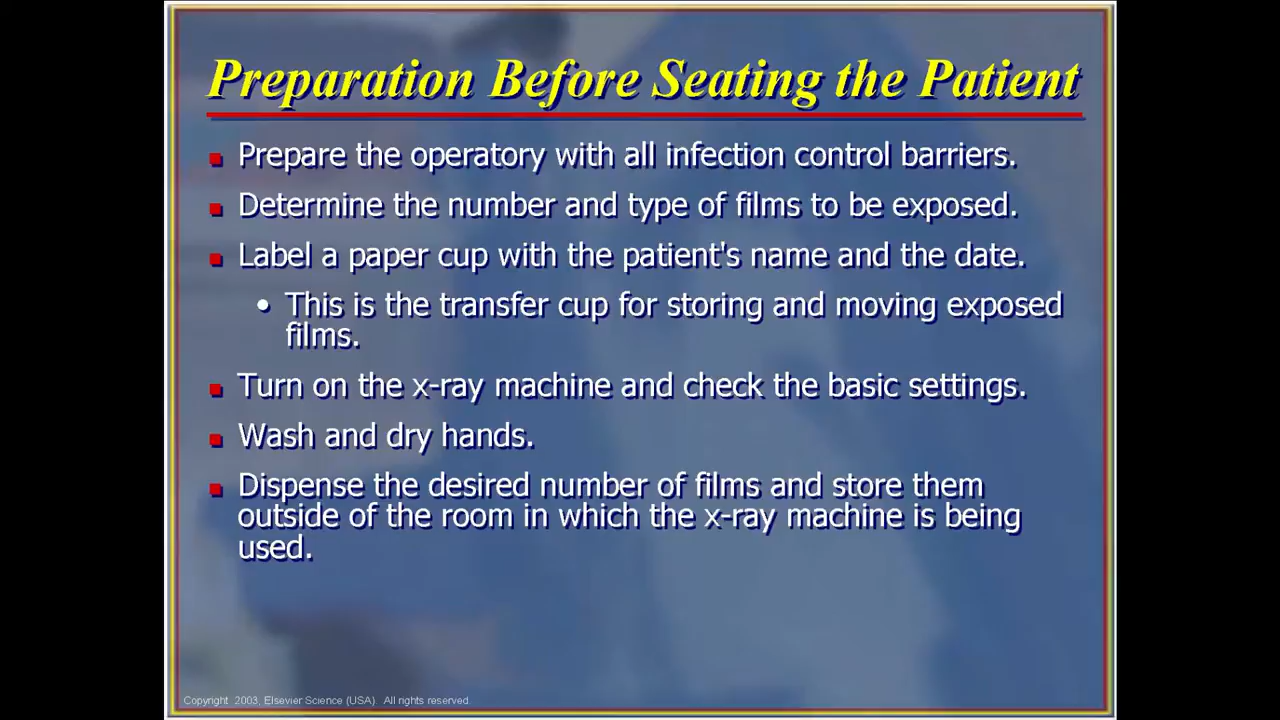 Preparation Before Seating the Patient
Prepare the operatory with all infection control barriers.
Determine the number and type of films to be exposed.
Label a paper cup with the patient's name and the date.
This is the transfer cup for storing and moving exposed
films.
Turn on the x-ray machine and check the basic settings.
Wash and dry hands.
Dispense the desired number of films and store them
outside of the room in which the x-ray machine is being
used.
Copyright 2003, Elsevier Science (USA). All rights reserved.